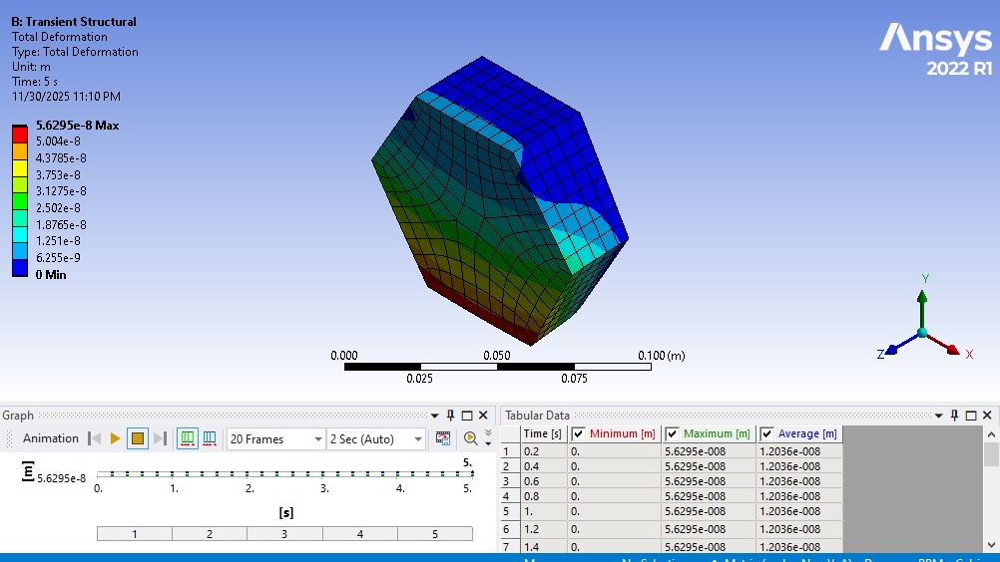 B: Transient Structural
Total Deformation
Type: Total Deformation
Unit: m
Time: 5 s
11/30/2025 11:10 PM
Ansys
2022 R1
5.6295e-8 Max
5.004e-8
4.3785e-8
3.753e-8
3.1275e-8
2.502e-8
1.8765e-8
1.251e-8
6.255e-9
0 Min
0.000 0.050 0.100 (m)
0.025 0.075
Y
Z X
Graph
Animation 20 Frames 2 Sec (Auto)
5.
[m] 5.6295e-8
0. 1. 2. 3. 4. 5.
[s]
1 2 3 4 5
Tabular Data
Time [s] Minimum [m] Maximum [m] Average [m]
1 0.2 0. 5.6295e-008 1.2036e-008
2 0.4 0. 5.6295e-008 1.2036e-008
3 0.6 0. 5.6295e-008 1.2036e-008
4 0.8 0. 5.6295e-008 1.2036e-008
5 1. 0. 5.6295e-008 1.2036e-008
6 1.2 0. 5.6295e-008 1.2036e-008
7 1.4 0. 5.6295e-008 1.2036e-008